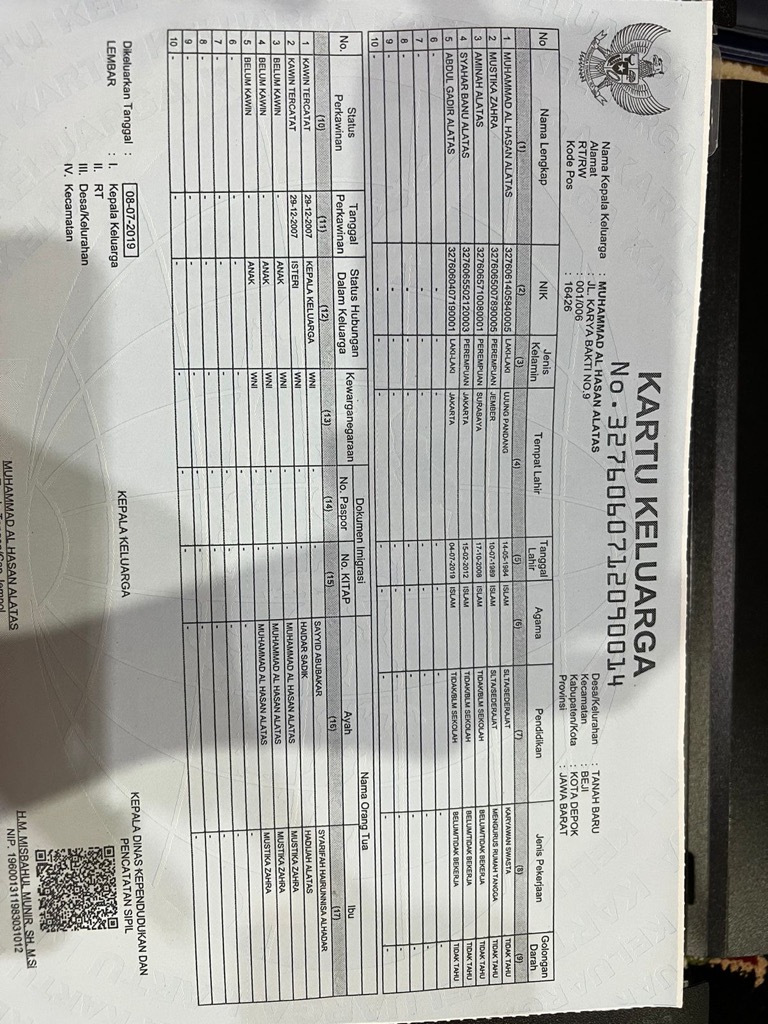 KARTU KELUARGA
No. 3276060712090014
Nama Kepala Keluarga : MUHAMMAD AL HASAN ALATAS
Alamat : JL. KARYA BAKTI NO.9
RT/RW : 001/006
Kode Pos : 16426
Desa/Kelurahan : TANAH BARU
Kecamatan : BEJI
Kabupaten/Kota : KOTA DEPOK
Provinsi : JAWA BARAT
No Nama Lengkap NIK Jenis Kelamin Tempat Lahir Tanggal Lahir Agama Pendidikan Jenis Pekerjaan Golongan Darah
(1) (2) (3) (4) (5) (6) (7) (8) (9)
1 MUHAMMAD AL HASAN ALATAS 3276061405840005 LAKI-LAKI UJUNG PANDANG 14-05-1984 ISLAM SLTA/SEDERAJAT KARYAWAN SWASTA TIDAK TAHU
2 MUSTIKA ZAHRA 3276065007890005 PEREMPUAN JEMBER 10-07-1989 ISLAM SLTA/SEDERAJAT MENGURUS RUMAH TANGGA TIDAK TAHU
3 AMINAH ALATAS 3276065710080001 PEREMPUAN SURABAYA 17-10-2008 ISLAM TIDAK/BLM SEKOLAH BELUM/TIDAK BEKERJA TIDAK TAHU
4 SYAHAR BANU ALATAS 3276065502120003 PEREMPUAN JAKARTA 15-02-2012 ISLAM TIDAK/BLM SEKOLAH BELUM/TIDAK BEKERJA TIDAK TAHU
5 ABDUL GADIR ALATAS 3276060407190001 LAKI-LAKI JAKARTA 04-07-2019 ISLAM TIDAK/BLM SEKOLAH BELUM/TIDAK BEKERJA TIDAK TAHU
6 - - - - - - - - -
7 - - - - - - - - -
8 - - - - - - - - -
9 - - - - - - - - -
10 - - - - - - - - -
No. Status Perkawinan Tanggal Perkawinan Status Hubungan Dalam Keluarga Kewarganegaraan Dokumen Imigrasi Nama Orang Tua
No. Paspor No. KITAP Ayah Ibu
(10) (11) (12) (13) (14) (15) (16) (17)
1 KAWIN TERCATAT 29-12-2007 KEPALA KELUARGA WNI - - SAYYID ABUBAKAR SYARIFAH HAIRUNNISA ALHADAR
2 KAWIN TERCATAT 29-12-2007 ISTERI WNI - - HAIDAR SADIK HADIJAH ALATAS
3 BELUM KAWIN - ANAK WNI - - MUHAMMAD AL HASAN ALATAS MUSTIKA ZAHRA
4 BELUM KAWIN - ANAK WNI - - MUHAMMAD AL HASAN ALATAS MUSTIKA ZAHRA
5 BELUM KAWIN - ANAK WNI - - MUHAMMAD AL HASAN ALATAS MUSTIKA ZAHRA
6 - - - - - - - -
7 - - - - - - - -
8 - - - - - - - -
9 - - - - - - - -
10 - - - - - - - -
Dikeluarkan Tanggal : 08-07-2019
LEMBAR : I. Kepala Keluarga
II. RT
III. Desa/Kelurahan
IV. Kecamatan
KEPALA KELUARGA
MUHAMMAD AL HASAN ALATAS
KEPALA DINAS KEPENDUDUKAN DAN
PENCATATAN SIPIL
H.M. MISBAHUL MUNIR, SH, M.Si
NIP. 196001311983031012